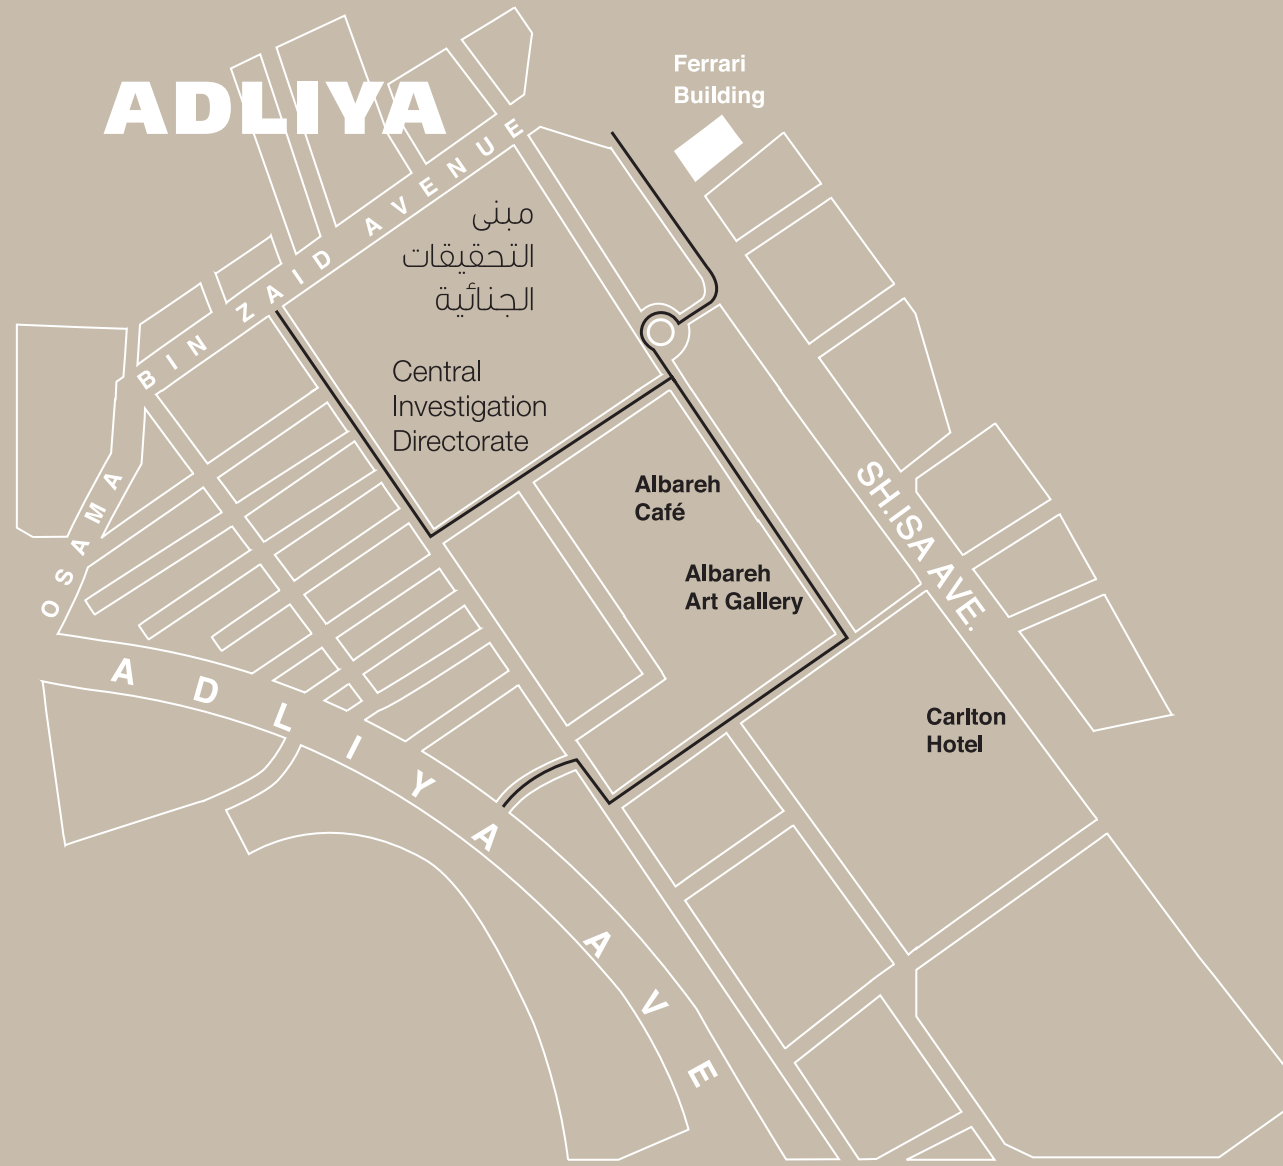 ADLIYA
Ferrari
Building
OSAMA BIN ZAID AVENUE
مبنى
التحقيقات
الجنائية
Central
Investigation
Directorate
Albareh
Café
Albareh
Art Gallery
SH.ISA AVE.
Carlton
Hotel
ADLIYA AVE